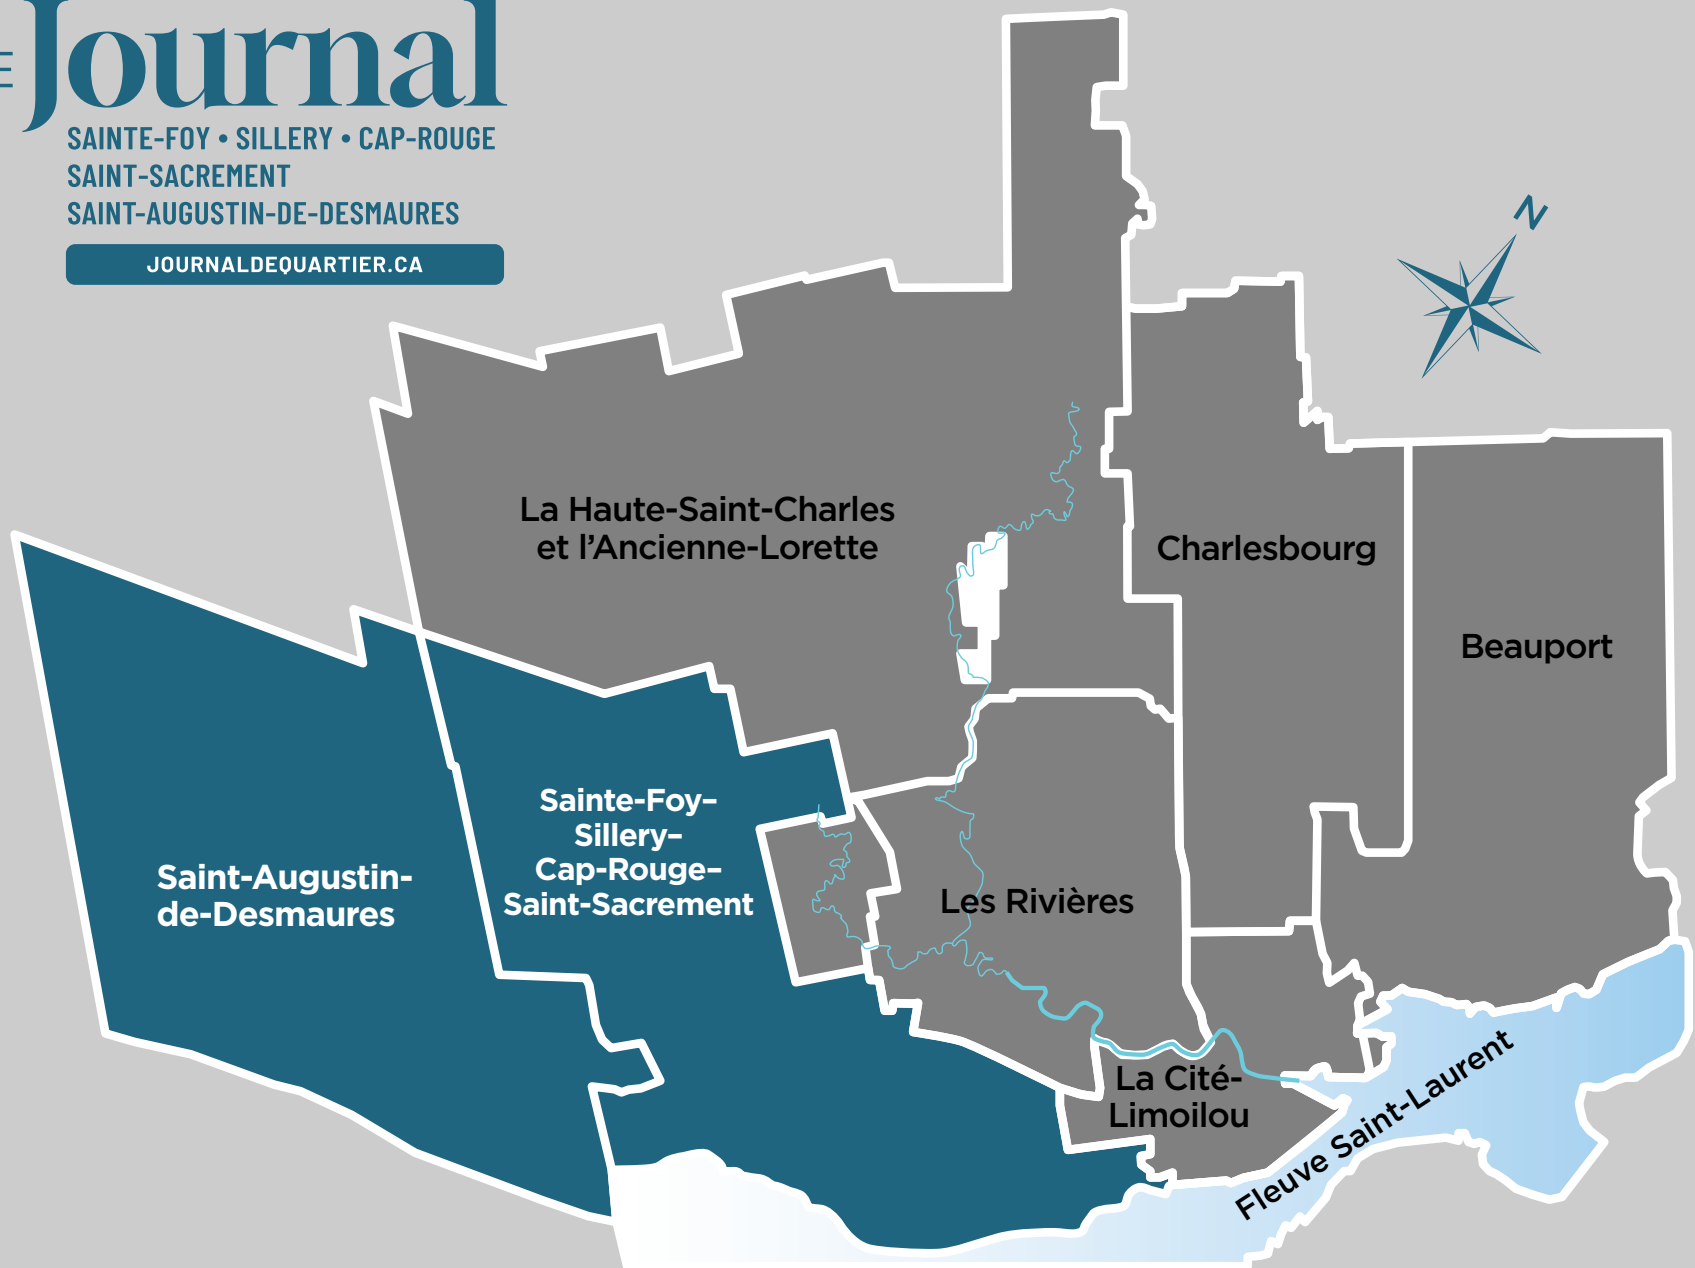 Journal
SAINTE-FOY • SILLERY • CAP-ROUGE
SAINT-SACREMENT
SAINT-AUGUSTIN-DE-DESMAURES
JOURNALDEQUARTIER.CA
N
La Haute-Saint-Charles
et l’Ancienne-Lorette
Charlesbourg
Beauport
Sainte-Foy–
Sillery–
Cap-Rouge–
Saint-Sacrement
Saint-Augustin-
de-Desmaures
Les Rivières
La Cité-
Limoilou
Fleuve Saint-Laurent